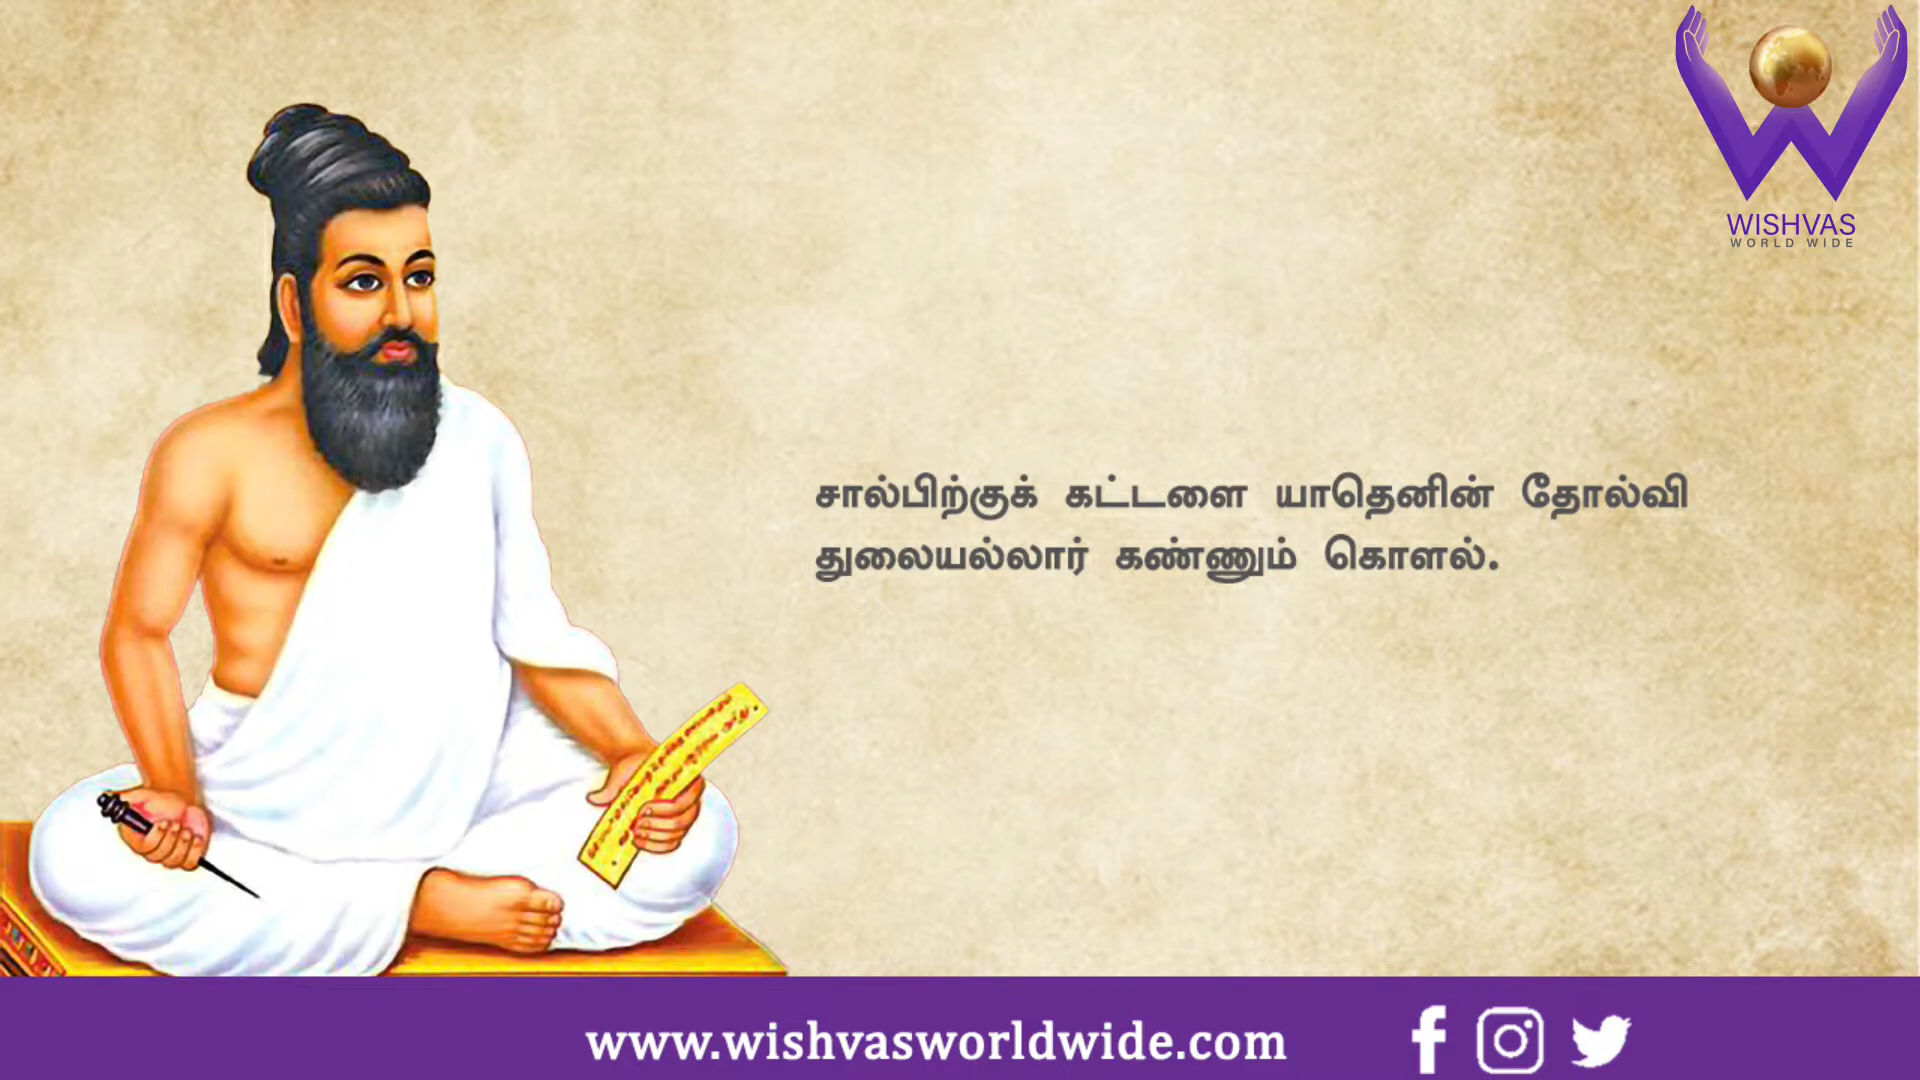 WISHVAS
WORLD WIDE
சால்பிற்குக் கட்டளை யாதெனின் தோல்வி
துலையல்லார் கண்ணும் கொளல்.
www.wishvasworldwide.com